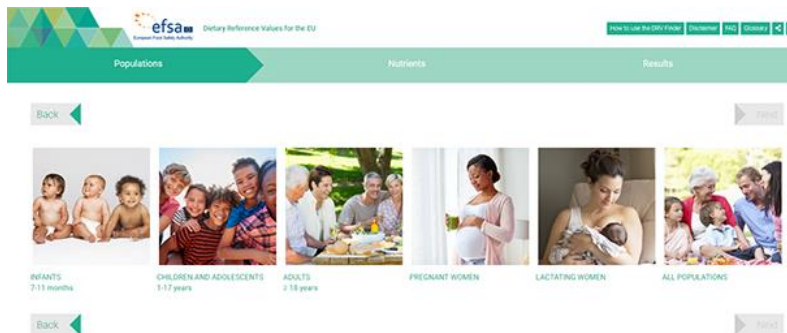 efsa
European Food Safety Authority
Dietary Reference Values for the EU
How to use the DRV Finder
Disclaimer
FAQ
Glossary
Populations
Nutrients
Results
Back
Next
INFANTS
7-11 months
CHILDREN AND ADOLESCENTS
1-17 years
ADULTS
≥ 18 years
PREGNANT WOMEN
LACTATING WOMEN
ALL POPULATIONS
Back
Next